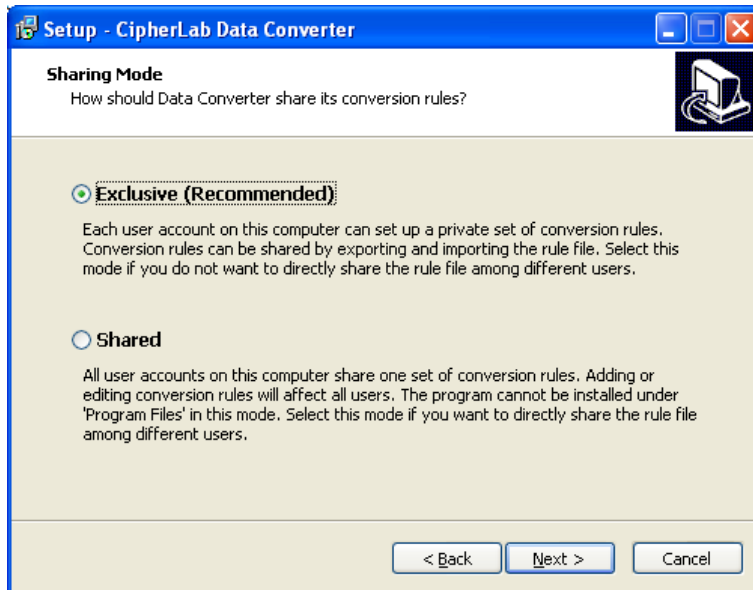 Setup - CipherLab Data Converter
Sharing Mode
How should Data Converter share its conversion rules?
Exclusive (Recommended)
Each user account on this computer can set up a private set of conversion rules.
Conversion rules can be shared by exporting and importing the rule file. Select this
mode if you do not want to directly share the rule file among different users.
Shared
All user accounts on this computer share one set of conversion rules. Adding or
editing conversion rules will affect all users. The program cannot be installed under
'Program Files' in this mode. Select this mode if you want to directly share the rule file
among different users.
< Back
Next >
Cancel